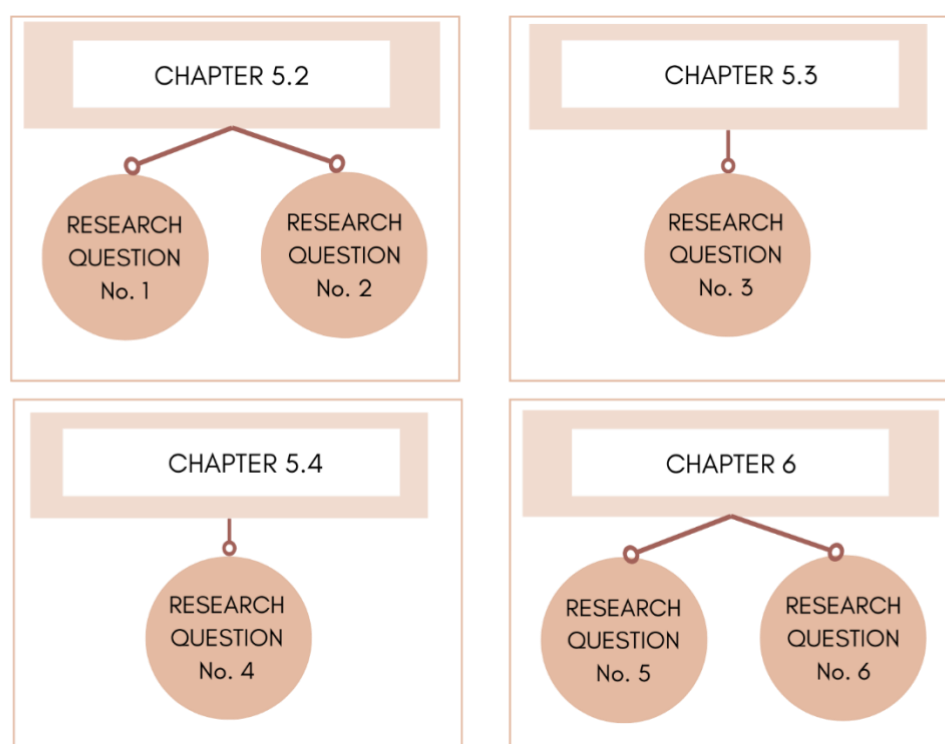 CHAPTER 5.2
RESEARCH
QUESTION
No. 1
RESEARCH
QUESTION
No. 2
CHAPTER 5.3
RESEARCH
QUESTION
No. 3
CHAPTER 5.4
RESEARCH
QUESTION
No. 4
CHAPTER 6
RESEARCH
QUESTION
No. 5
RESEARCH
QUESTION
No. 6